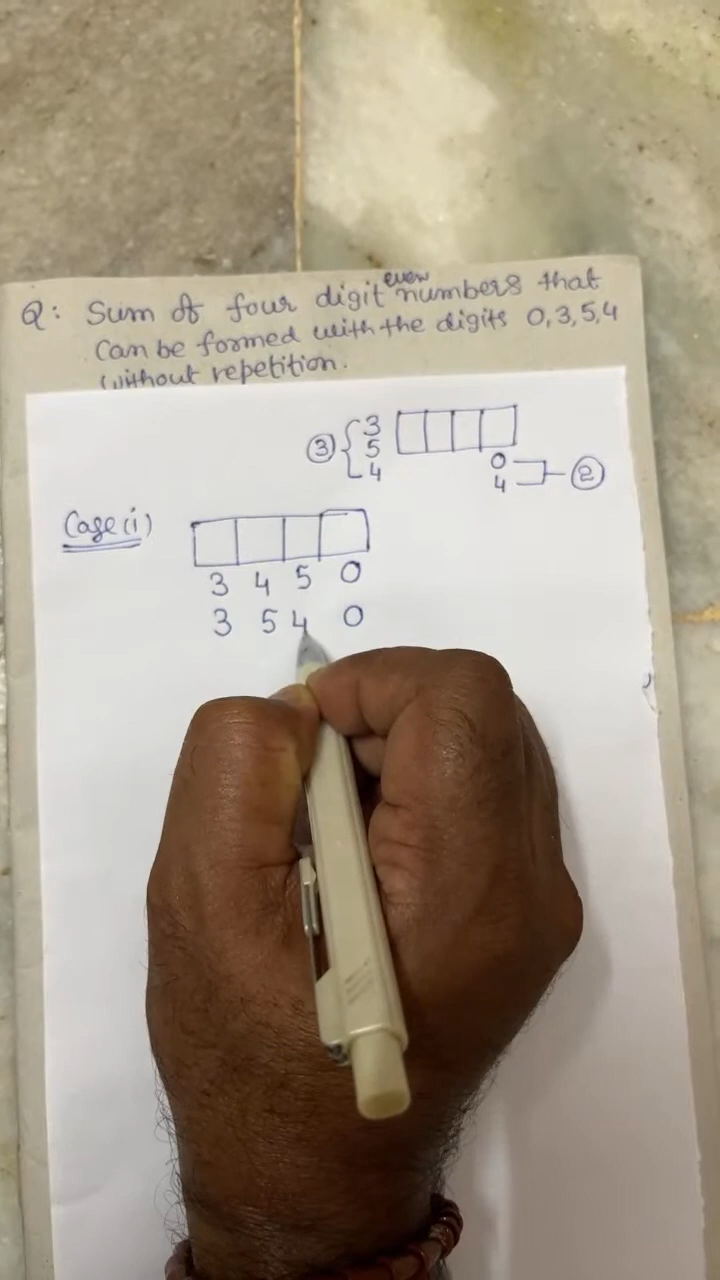 Q: Sum of four digit even numbers that
can be formed with the digits 0,3,5,4
without repetition.
3
3
5
4
0
4
2
Case (i)
3 4 5 0
3 5 4 0